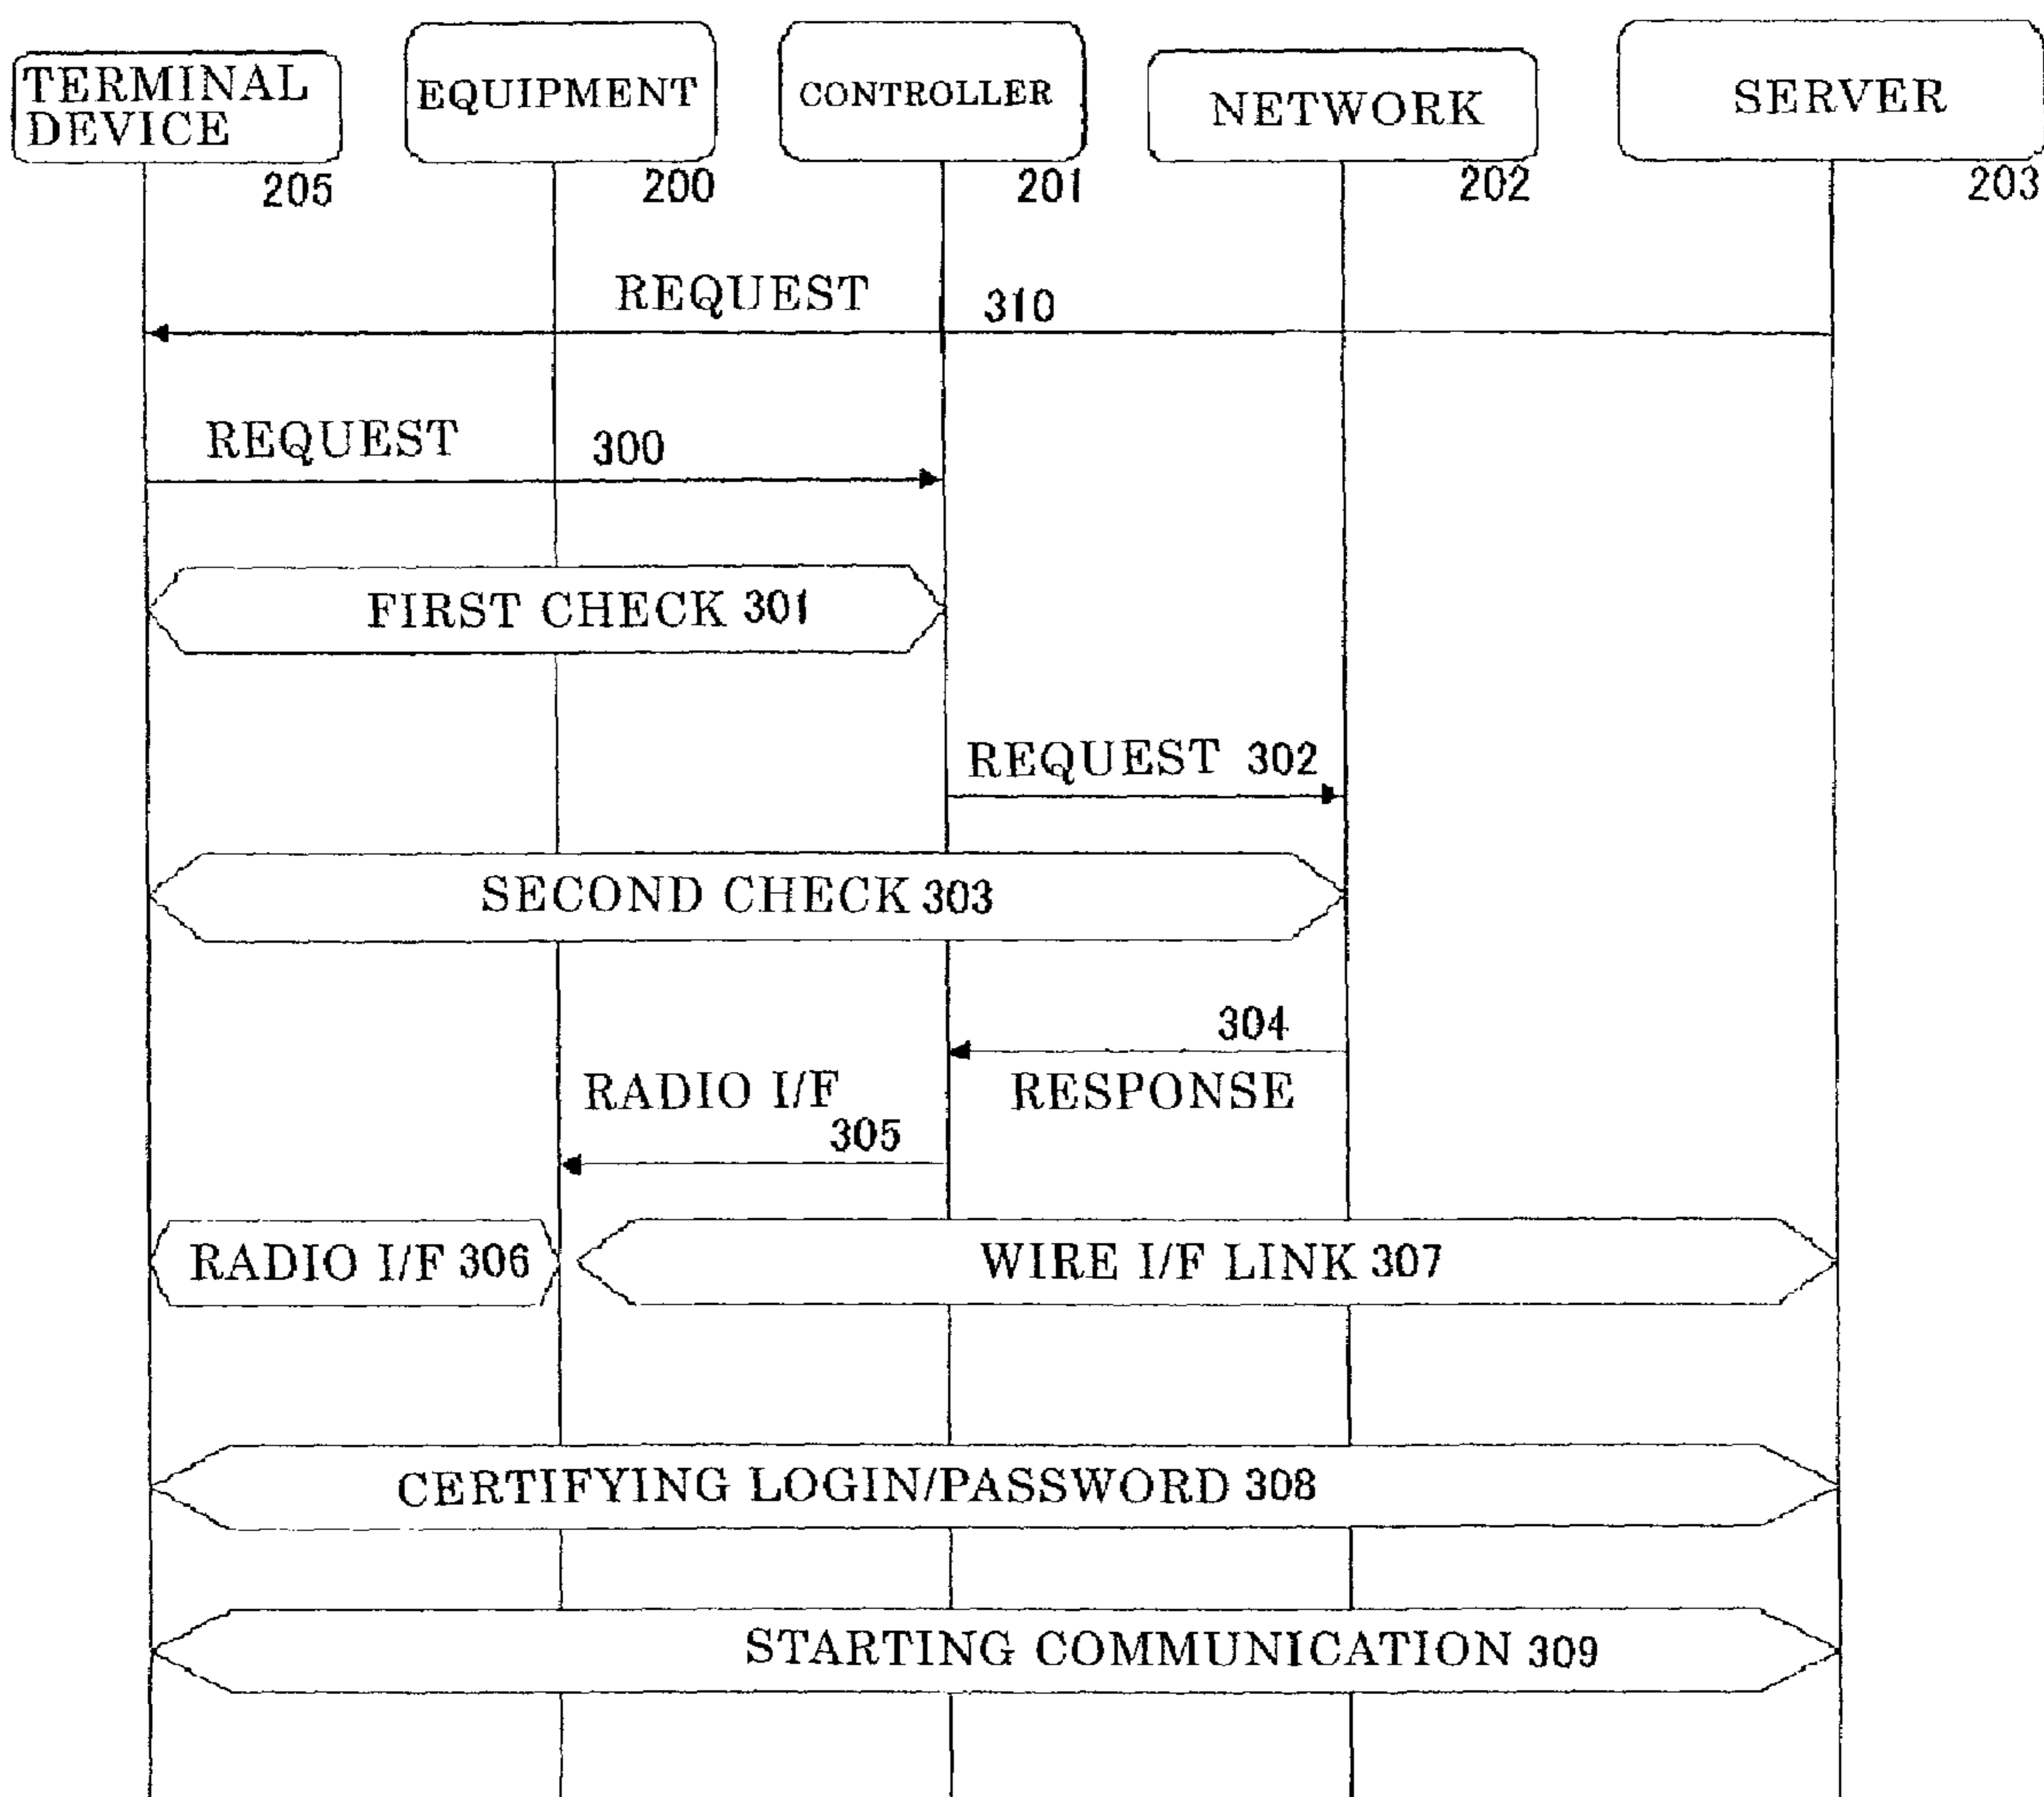 TERMINAL
DEVICE
EQUIPMENT
CONTROLLER
NETWORK
SERVER
205
200
201
202
203
REQUEST 310
REQUEST 300
FIRST CHECK 301
REQUEST 302
SECOND CHECK 303
304
RESPONSE
RADIO I/F
305
RADIO I/F 306
WIRE I/F LINK 307
CERTIFYING LOGIN/PASSWORD 308
STARTING COMMUNICATION 309